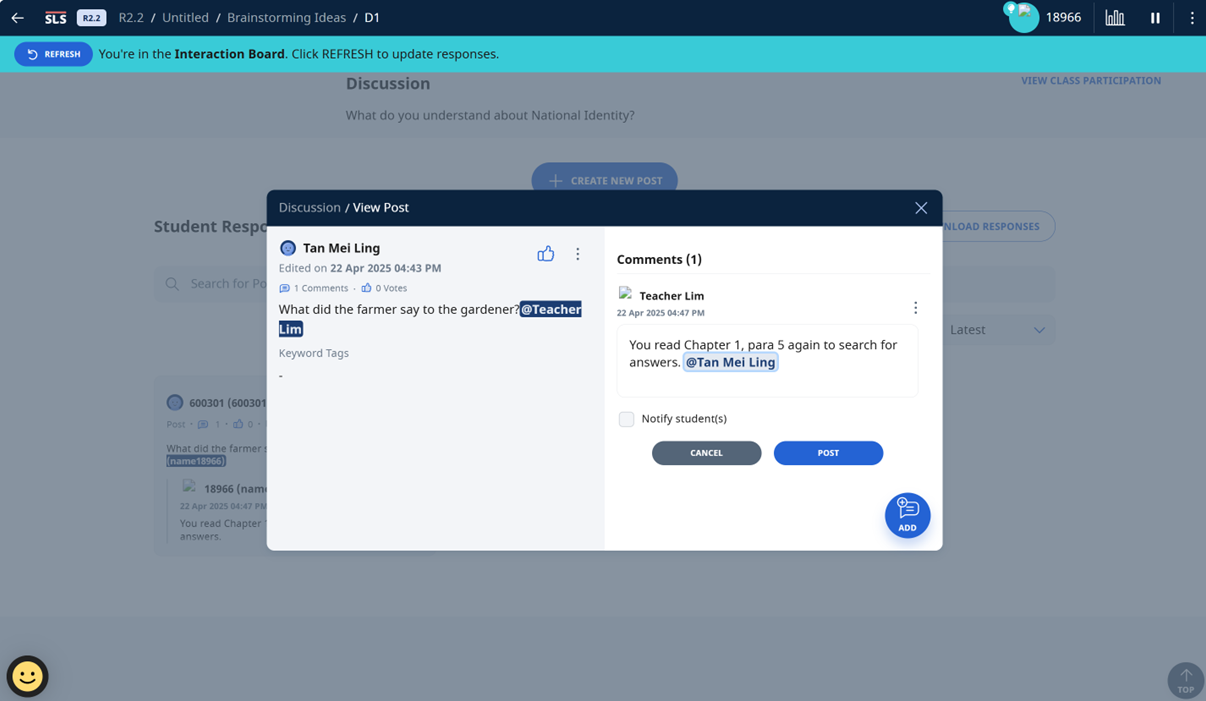 SLS R2.2 R2.2 / Untitled / Brainstorming Ideas / D1 18966
REFRESH You're in the Interaction Board. Click REFRESH to update responses.
Discussion VIEW CLASS PARTICIPATION
What do you understand about National Identity?
CREATE NEW POST
Student Respo
NLOAD RESPONSES
Search for Po
Latest
600301 (600301
Post · 1 · 0 ·
What did the farmer s
(name18966)
18966 (nam
22 Apr 2025 04:47 PM
You read Chapter
answers.
Discussion / View Post
Tan Mei Ling
Edited on 22 Apr 2025 04:43 PM
1 Comments · 0 Votes
What did the farmer say to the gardener?@Teacher
Lim
Keyword Tags
-
Comments (1)
Teacher Lim
22 Apr 2025 04:47 PM
You read Chapter 1, para 5 again to search for
answers. @Tan Mei Ling
Notify student(s)
CANCEL POST
ADD
TOP